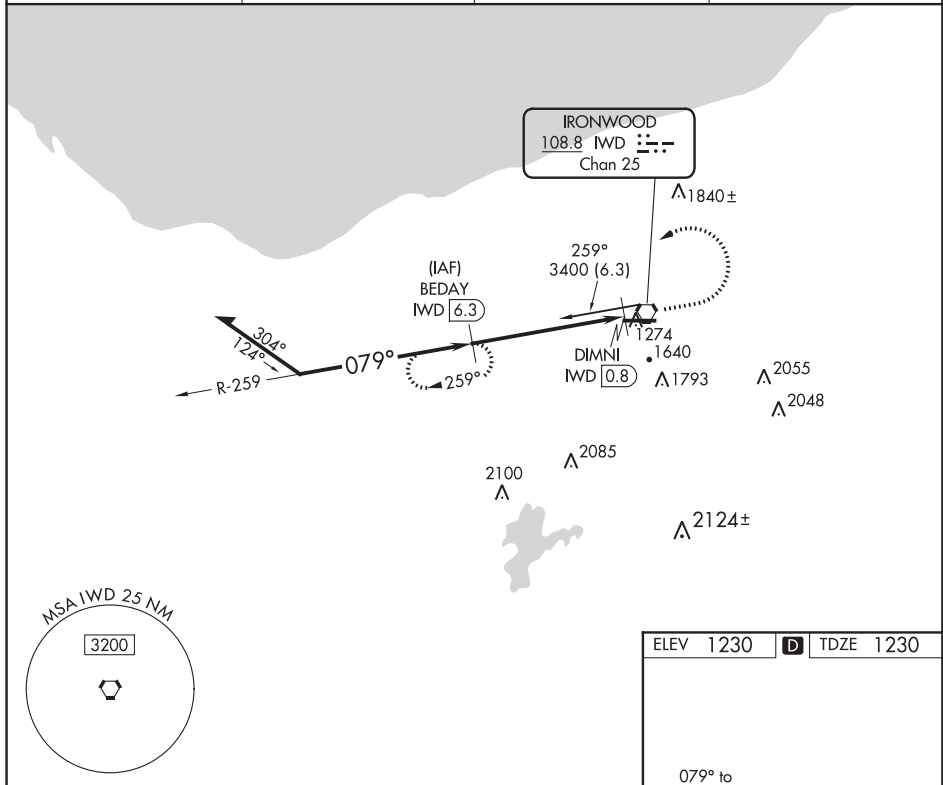 IRONWOOD
108.8 IWD
Chan 25
1840±
259°
3400 (6.3)
(IAF)
BEDAY
IWD 6.3
304°
124°
079°
R-259
259°
1274
DIMNI
IWD 0.8
1640
1793
2055
2048
2085
2100
2124±
MSA IWD 25 NM
3200
ELEV 1230 D TDZE 1230
079° to